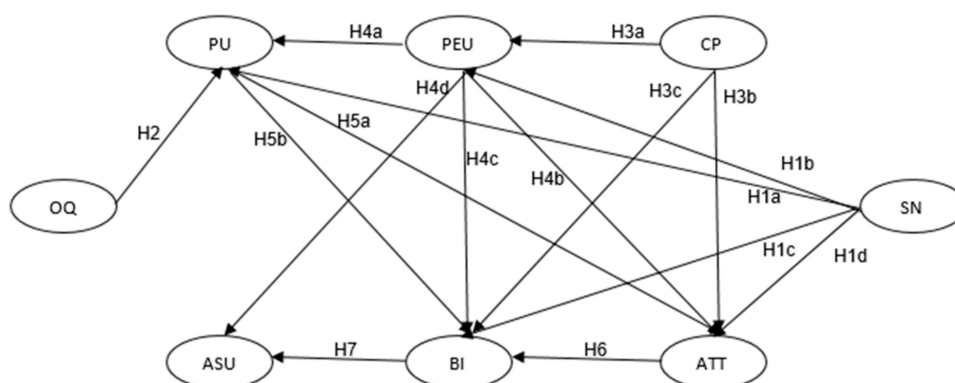 PU
H4a
PEU
H3a
CP
H4d
H3c
H3b
H2
H5b
H5a
H4c
H4b
H1b
H1a
OQ
SN
H1c
H1d
ASU
H7
BI
H6
ATT